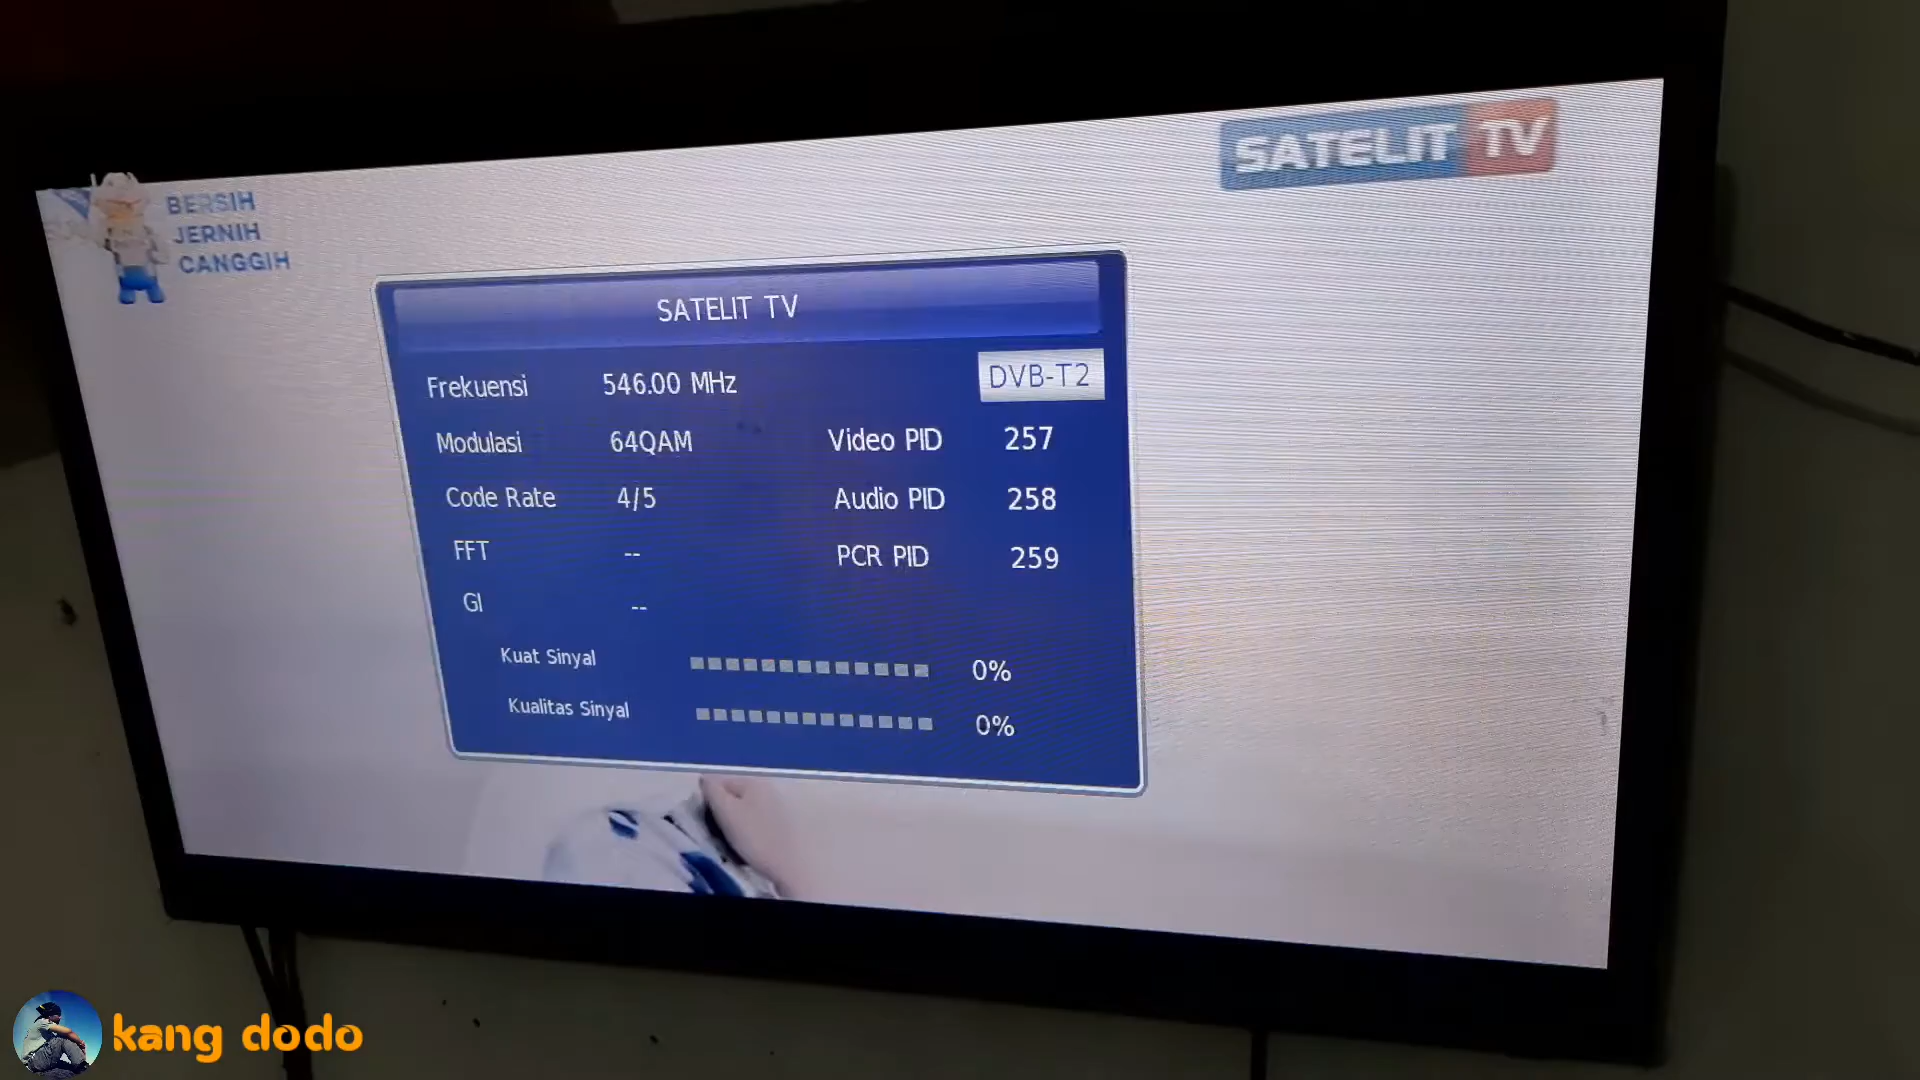 BERSIH
JERNIH
CANGGIH
SATELIT TV
SATELIT TV
Frekuensi 546.00 MHz DVB-T2
Modulasi 64QAM Video PID 257
Code Rate 4/5 Audio PID 258
FFT -- PCR PID 259
GI --
Kuat Sinyal 0%
Kualitas Sinyal 0%
kang dodo